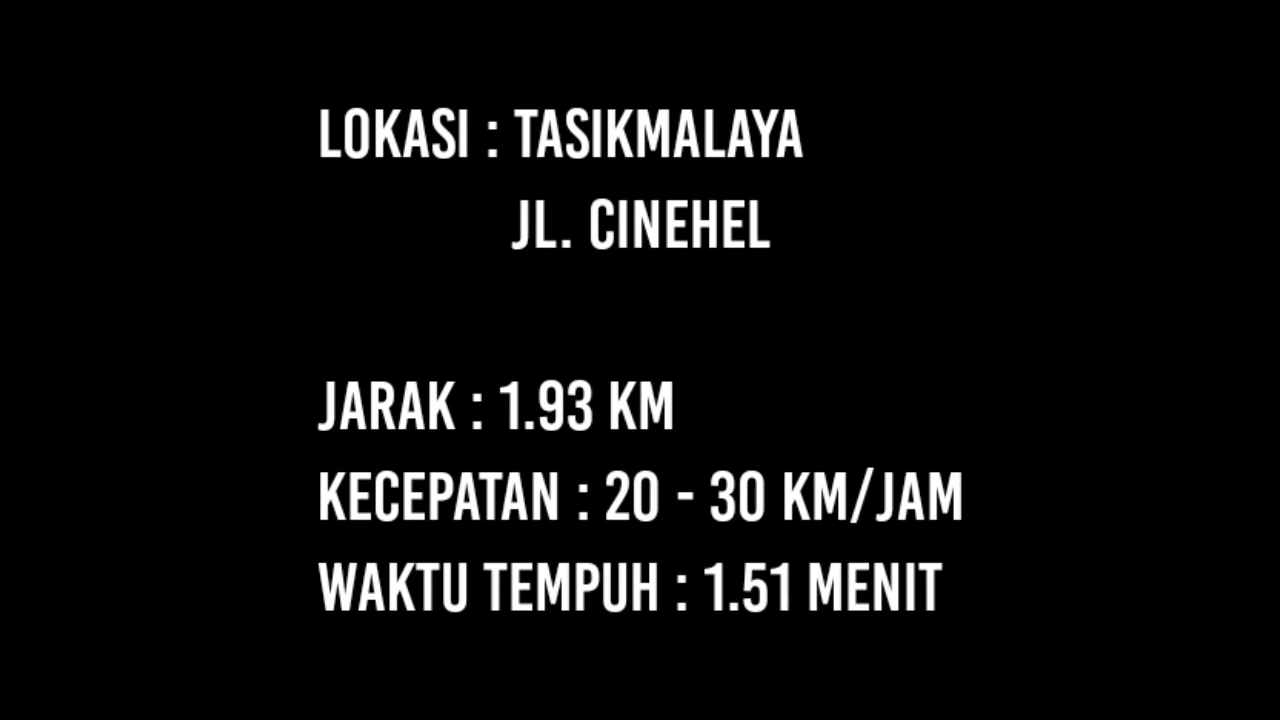 LOKASI : TASIKMALAYA
JL. CINEHEL
JARAK : 1.93 KM
KECEPATAN : 20 - 30 KM/JAM
WAKTU TEMPUH : 1.51 MENIT